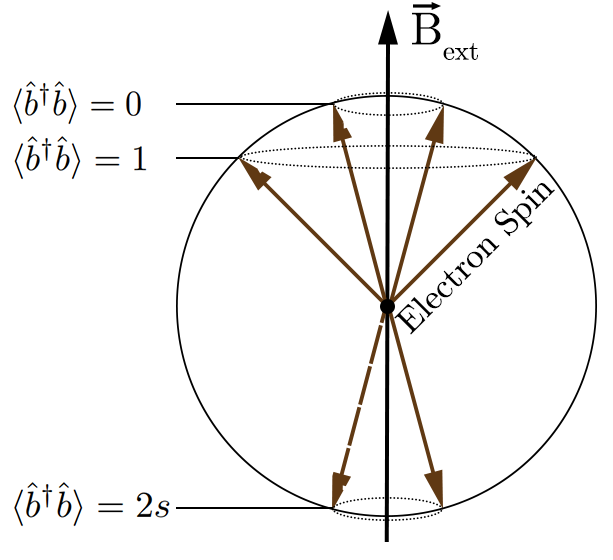 B⃗ext
⟨b̂†b̂⟩ = 0
⟨b̂†b̂⟩ = 1
Electron Spin
⟨b̂†b̂⟩ = 2s